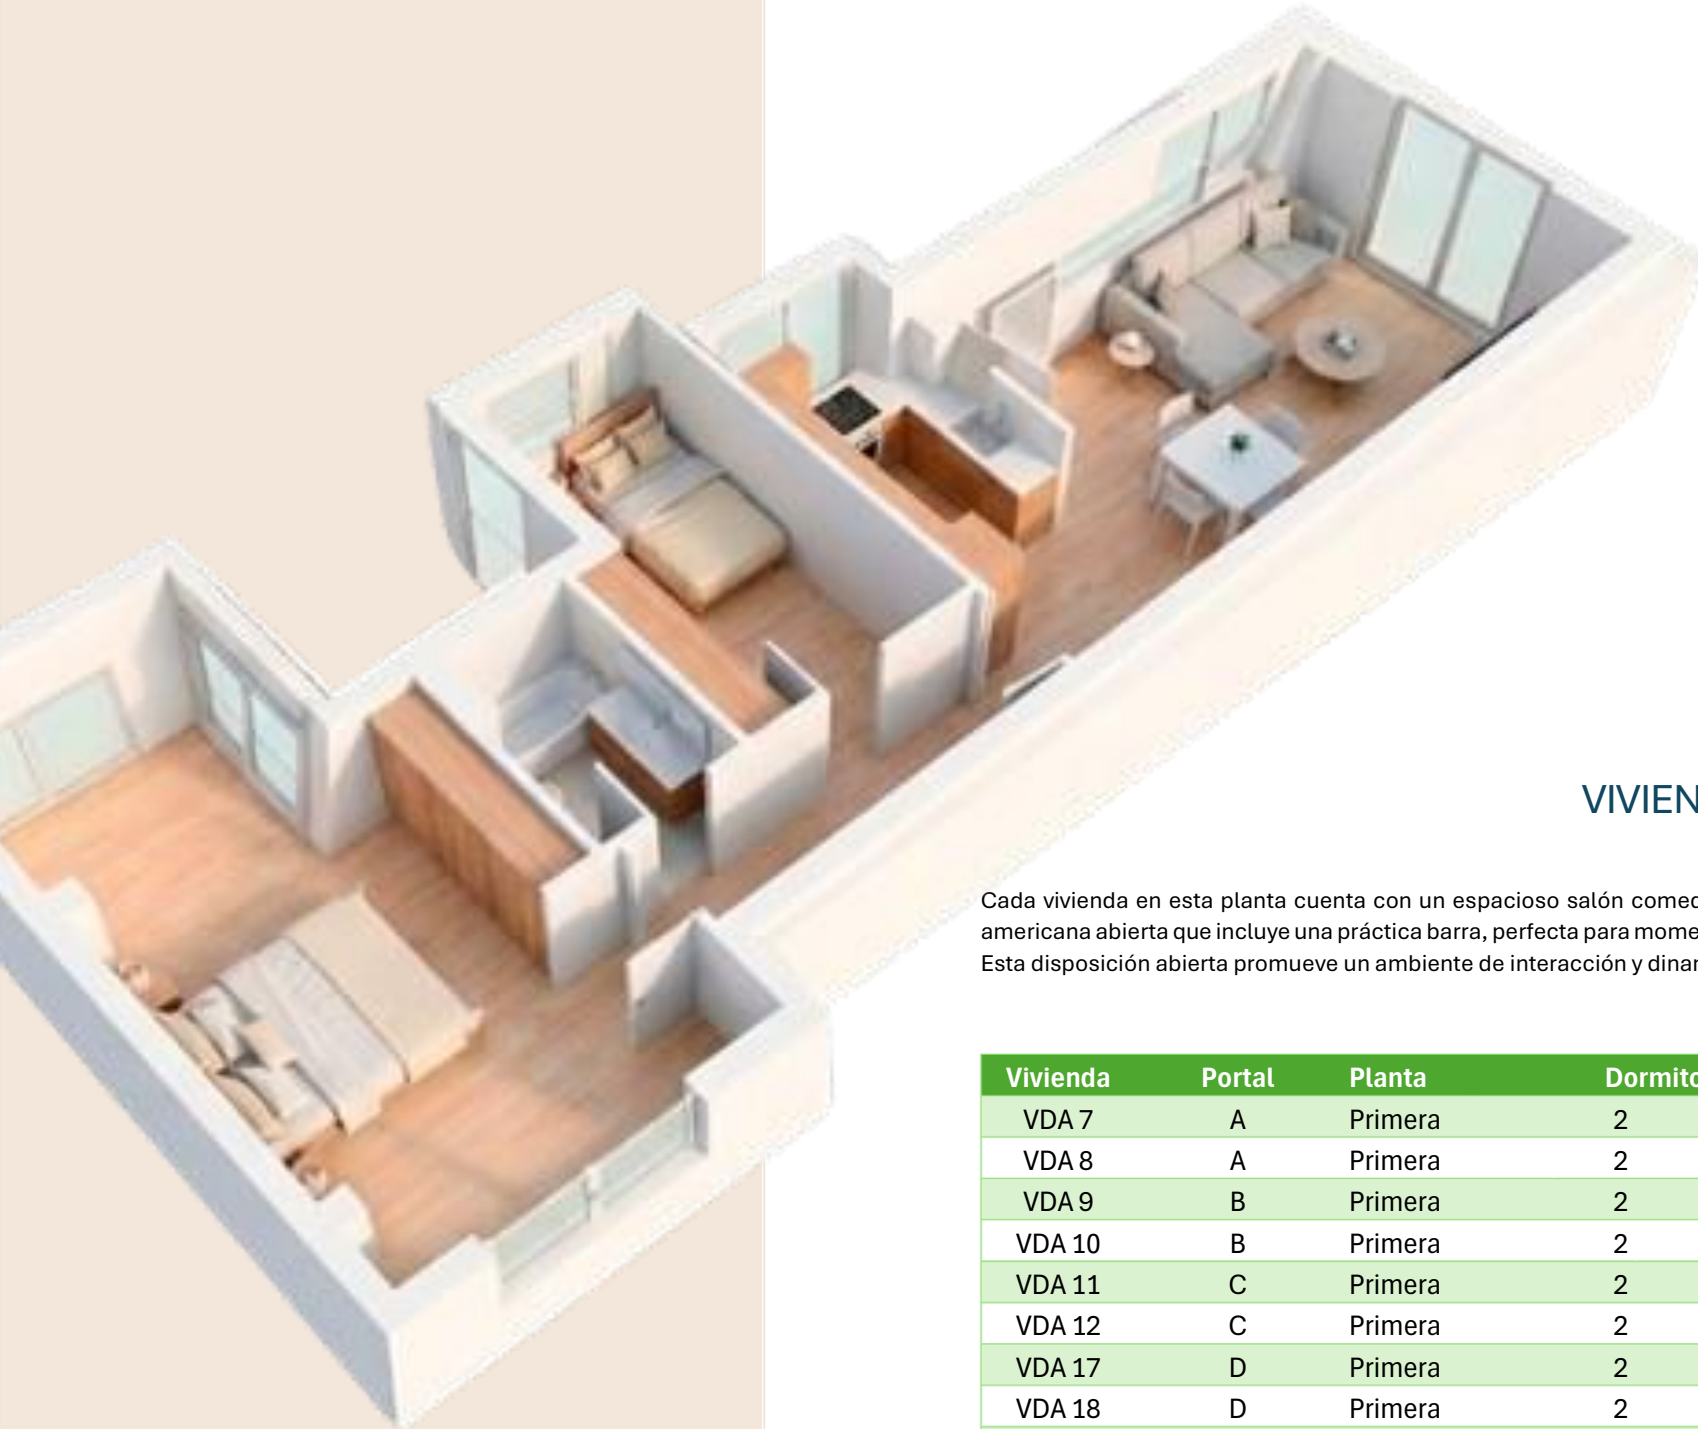 VIVIEN
Cada vivienda en esta planta cuenta con un espacioso salón comed
americana abierta que incluye una práctica barra, perfecta para mome
Esta disposición abierta promueve un ambiente de interacción y dinar
Vivienda Portal Planta Dormito
VDA 7 A Primera 2
VDA 8 A Primera 2
VDA 9 B Primera 2
VDA 10 B Primera 2
VDA 11 C Primera 2
VDA 12 C Primera 2
VDA 17 D Primera 2
VDA 18 D Primera 2